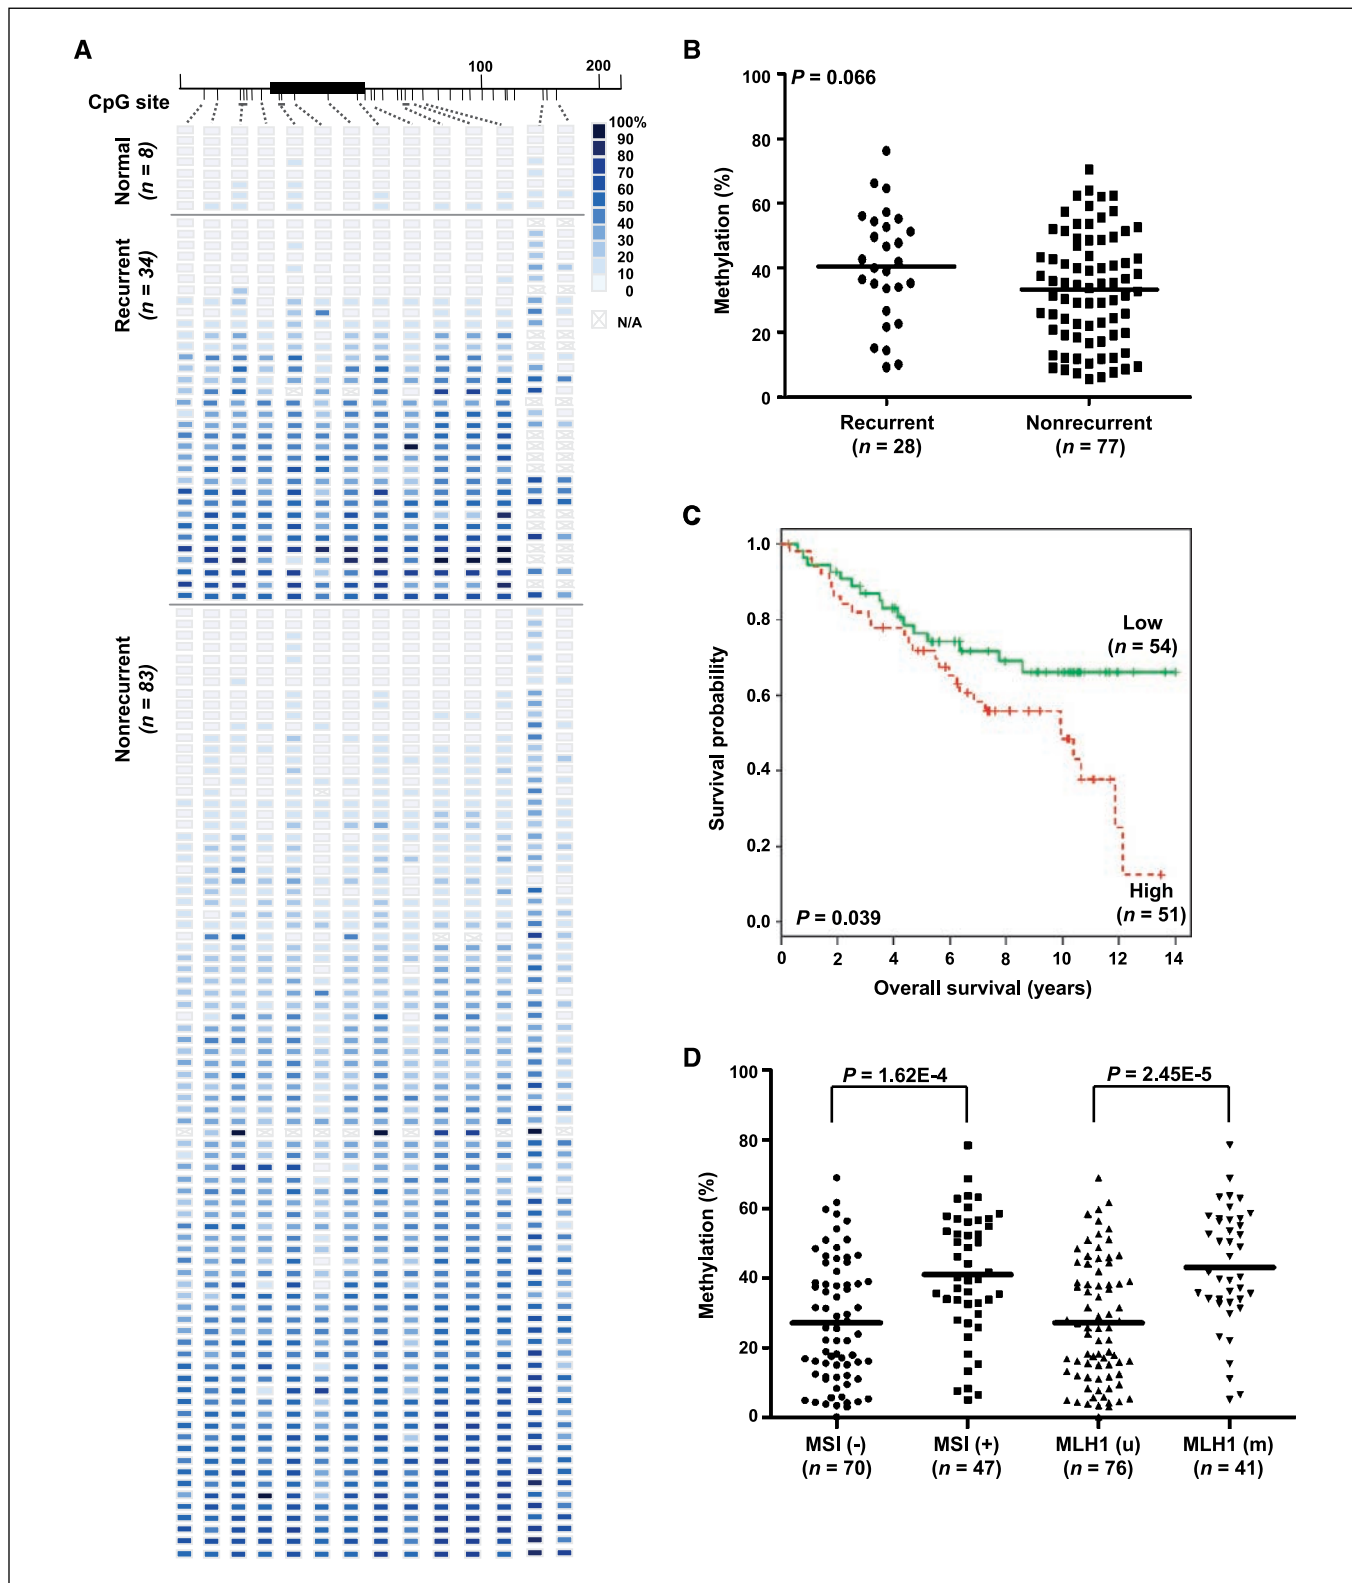 A
100
200
CpG site
Normal
(n = 8)
Recurrent
(n = 34)
Nonrecurrent
(n = 83)
100%
90
80
70
60
50
40
30
20
10
0
N/A
B
P = 0.066
Methylation (%)
100
80
60
40
20
0
Recurrent
(n = 28)
Nonrecurrent
(n = 77)
C
Survival probability
1.0
0.8
0.6
0.4
0.2
0.0
Low
(n = 54)
High
(n = 51)
P = 0.039
0 2 4 6 8 10 12 14
Overall survival (years)
D
P = 1.62E-4
P = 2.45E-5
Methylation (%)
100
80
60
40
20
0
MSI (-)
(n = 70)
MSI (+)
(n = 47)
MLH1 (u)
(n = 76)
MLH1 (m)
(n = 41)